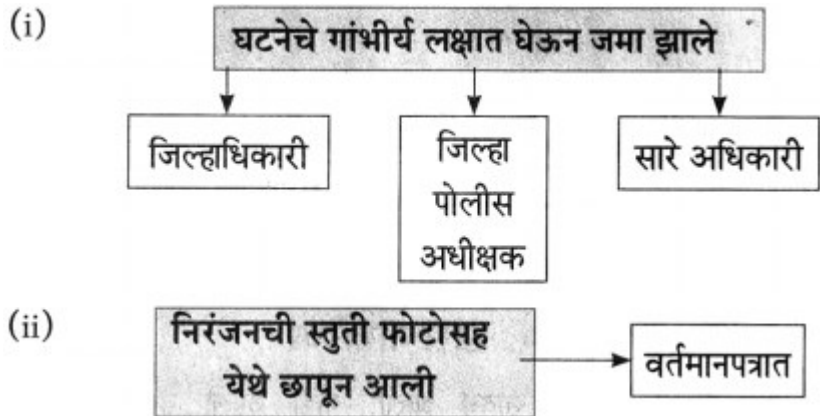 (i)
घटनेचे गांभीर्य लक्षात घेऊन जमा झाले
जिल्हाधिकारी
जिल्हा
पोलीस
अधीक्षक
सारे अधिकारी
(ii)
निरंजनची स्तुती फोटोसह
येथे छापून आली
वर्तमानपत्रात